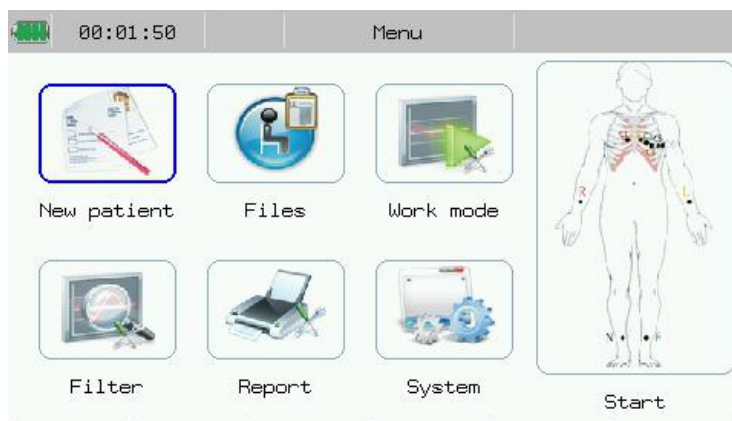 00:01:50 Menu
New patient Files Work mode
R L
N F
Filter Report System
Start